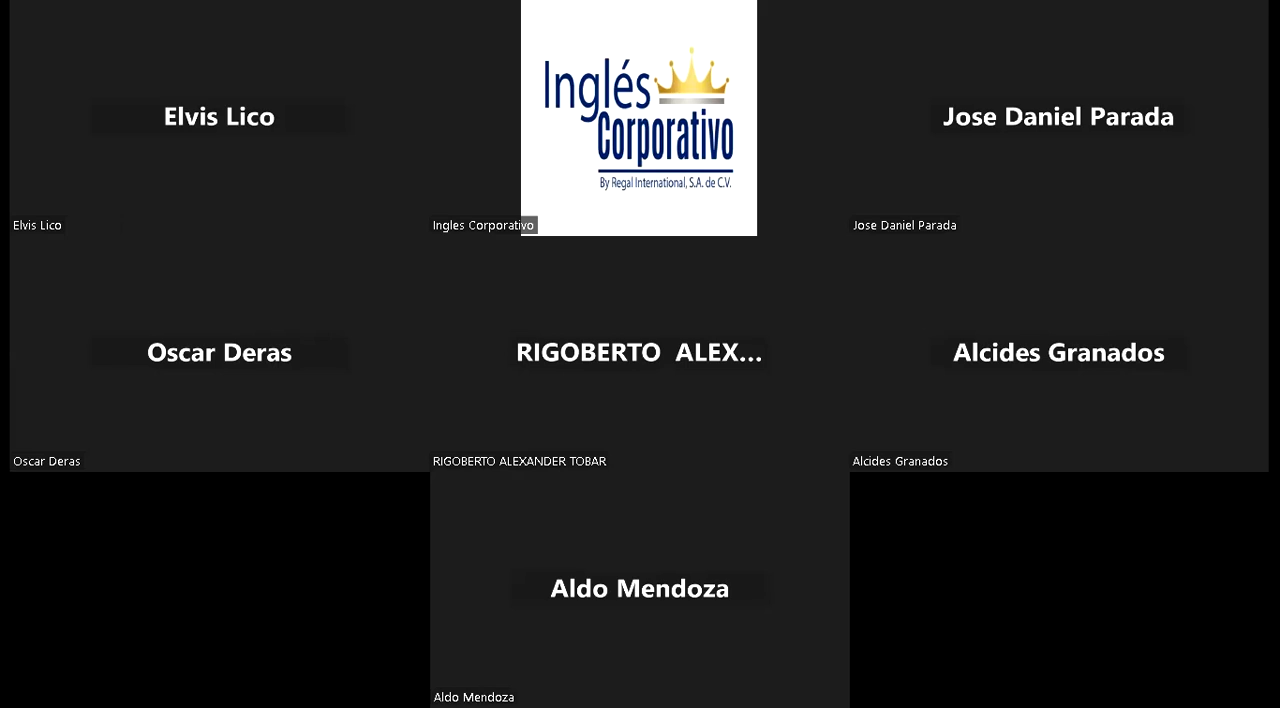 Elvis Lico
Elvis Lico
Inglés
Corporativo
By Regal International, S.A. de C.V.
Ingles Corporativo
Jose Daniel Parada
Jose Daniel Parada
Oscar Deras
Oscar Deras
RIGOBERTO ALEX...
RIGOBERTO ALEXANDER TOBAR
Alcides Granados
Alcides Granados
Aldo Mendoza
Aldo Mendoza